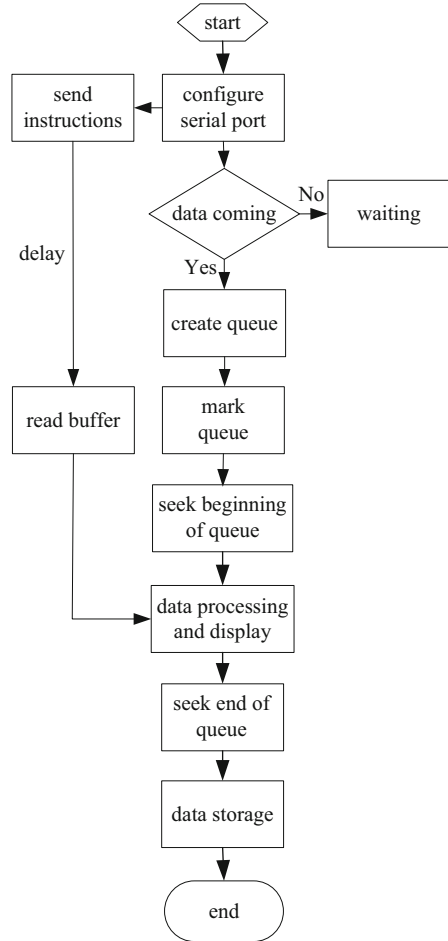 start
send
instructions
configure
serial port
data coming
No
waiting
delay
Yes
create queue
read buffer
mark
queue
seek beginning
of queue
data processing
and display
seek end of
queue
data storage
end